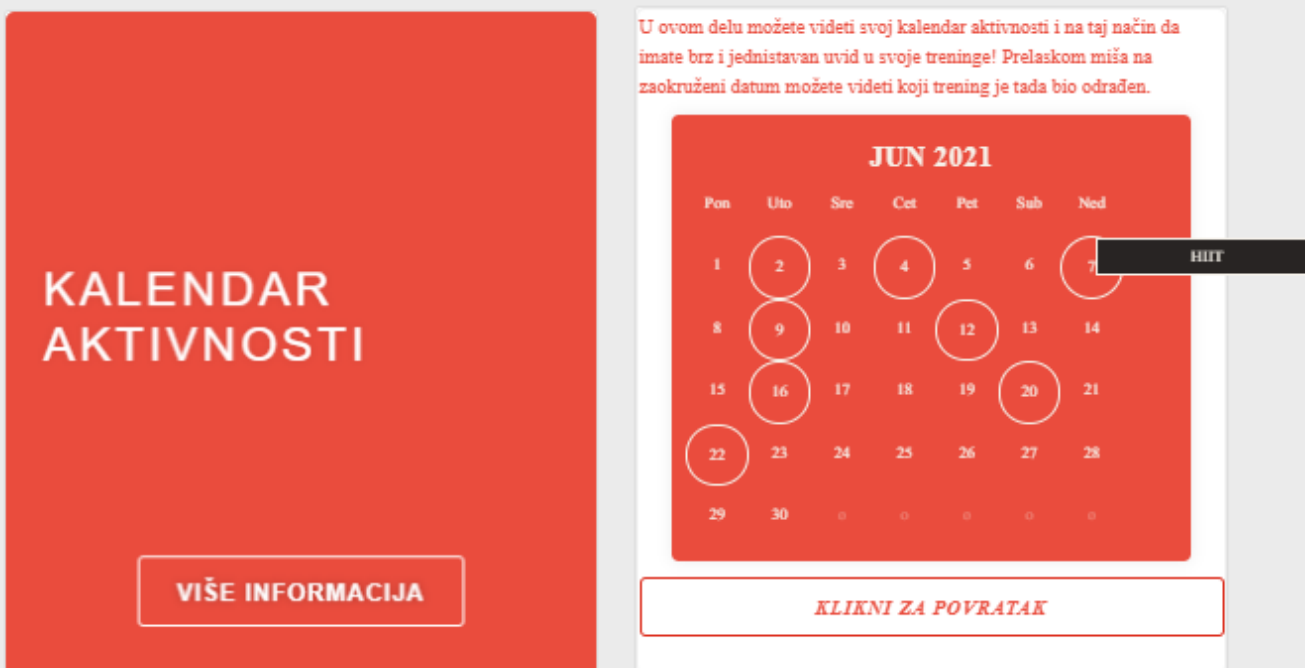 KALENDAR
AKTIVNOSTI
VIŠE INFORMACIJA
U ovom delu možete videti svoj kalendar aktivnosti i na taj način da
imate brz i jednistavan uvid u svoje treninge! Prelaskom miša na
zaokruženi datum možete videti koji trening je tada bio odrađen.
JUN 2021
Pon Uto Sre Cet Pet Sub Ned
1 2 3 4 5 6 7
HIIT
8 9 10 11 12 13 14
15 16 17 18 19 20 21
22 23 24 25 26 27 28
29 30 o o o o o
KLIKNI ZA POVRATAK